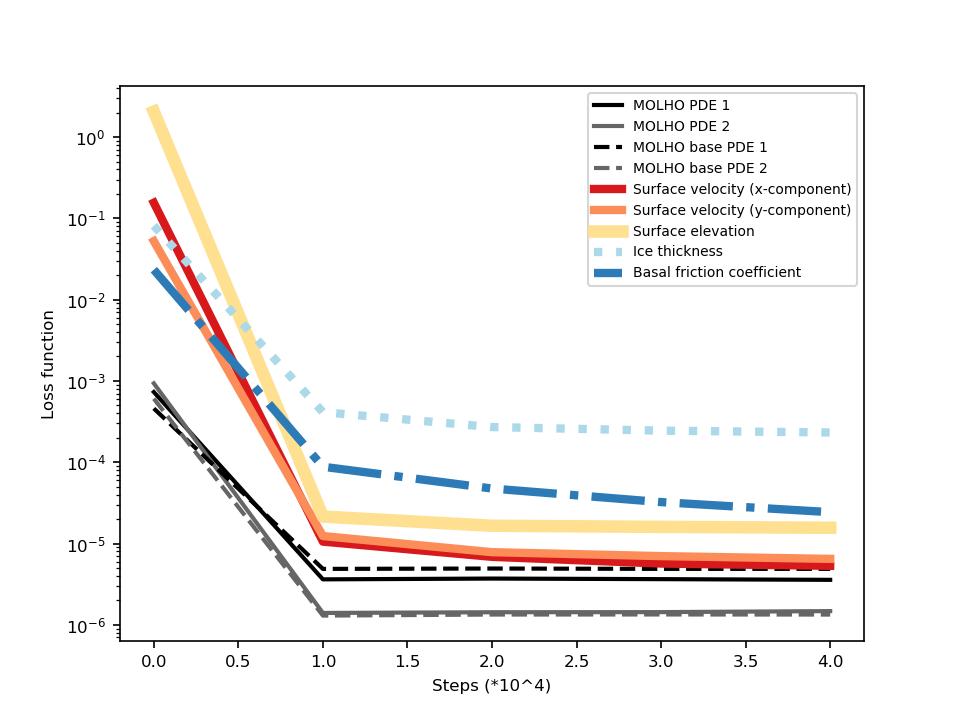 MOLHO PDE 1
MOLHO PDE 2
MOLHO base PDE 1
MOLHO base PDE 2
Surface velocity (x-component)
Surface velocity (y-component)
Surface elevation
Ice thickness
Basal friction coefficient
Loss function
10^0
10^-1
10^-2
10^-3
10^-4
10^-5
10^-6
0.0 0.5 1.0 1.5 2.0 2.5 3.0 3.5 4.0
Steps (*10^4)